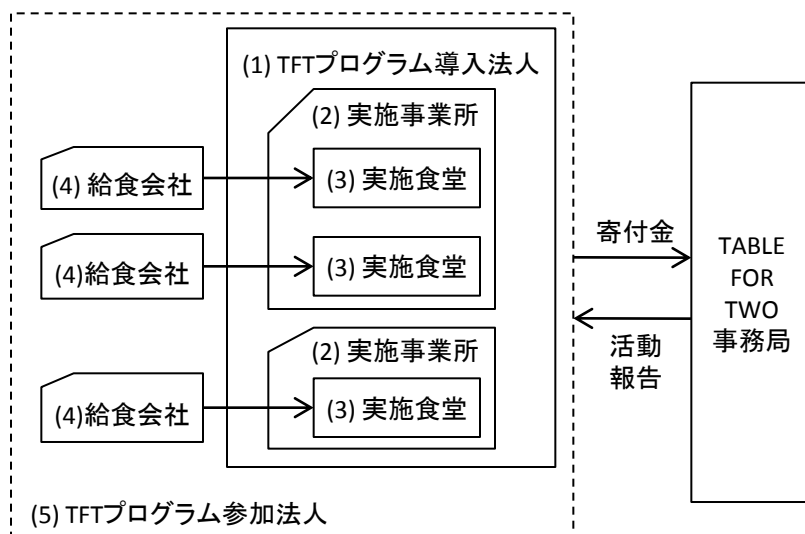 (1) TFTプログラム導入法人
(2) 実施事業所
(4) 給食会社
(3) 実施食堂
(4)給食会社
(3) 実施食堂
(2) 実施事業所
(4)給食会社
(3) 実施食堂
(5) TFTプログラム参加法人
寄付金
活動
報告
TABLE
FOR
TWO
事務局